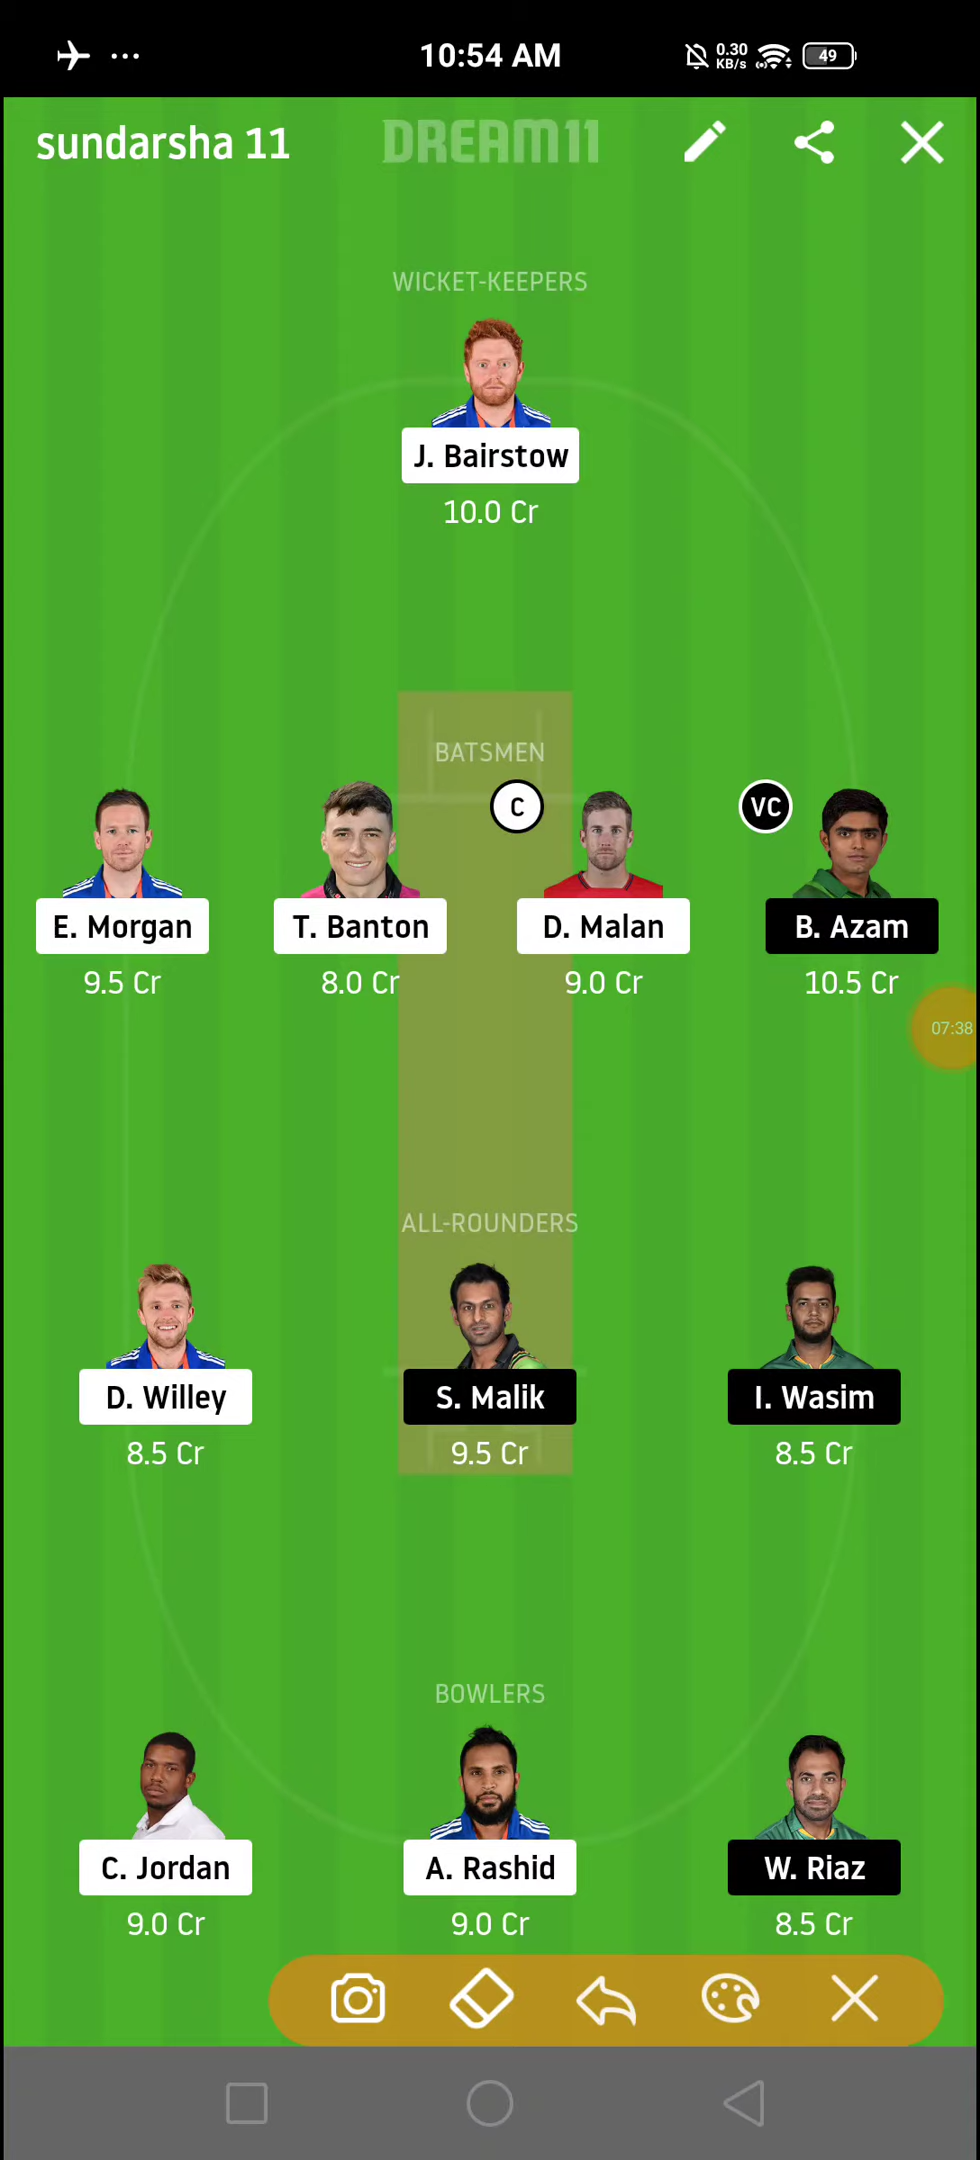 10:54 AM
0.30
KB/s
49
sundarsha 11
DREAM11
WICKET-KEEPERS
J. Bairstow
10.0 Cr
BATSMEN
C
VC
E. Morgan
T. Banton
D. Malan
B. Azam
9.5 Cr
8.0 Cr
9.0 Cr
10.5 Cr
07:38
ALL-ROUNDERS
D. Willey
S. Malik
I. Wasim
8.5 Cr
9.5 Cr
8.5 Cr
BOWLERS
C. Jordan
A. Rashid
W. Riaz
9.0 Cr
9.0 Cr
8.5 Cr